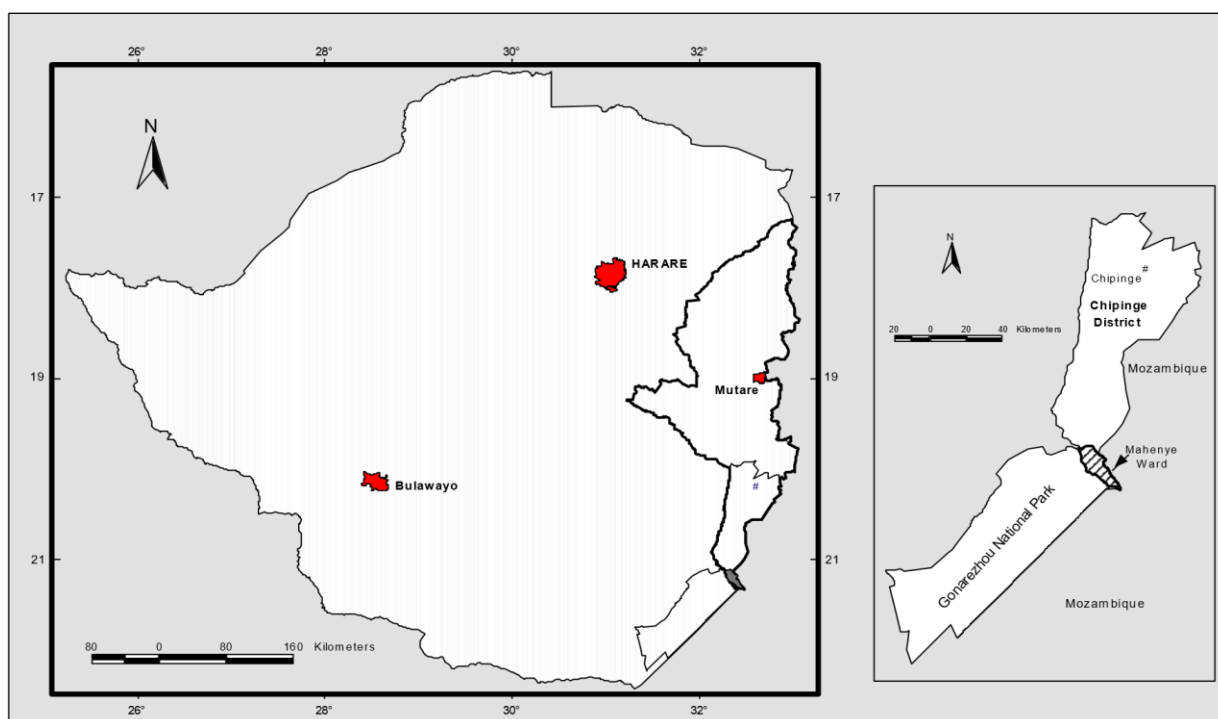 26° 28° 30° 32°
N
17 17
HARARE
19 19
Mutare
#
Bulawayo
21 21
80 0 80 160 Kilometers
26° 28° 30° 32°
N
Chipinge #
Chipinge
District
20 0 20 40 Kilometers
Mozambique
Mahenye
Ward
Gonarezhou National Park
Mozambique